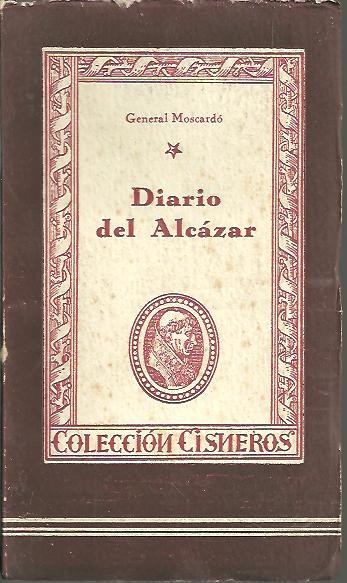 General Moscardó
Diario
del Alcázar
COLECCIÓN CISNEROS